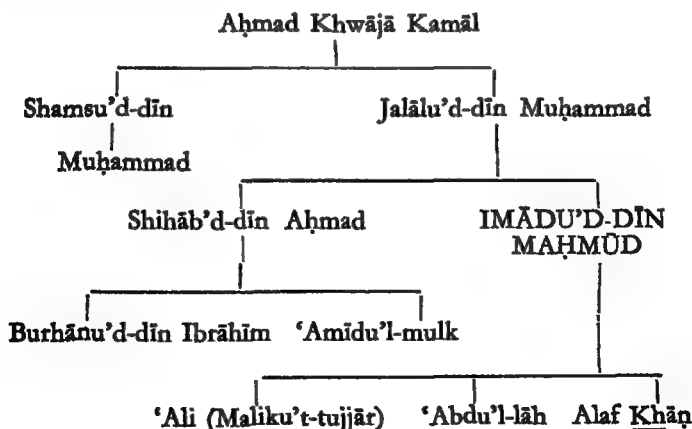 Aḥmad Khwājā Kamāl
Shamsu’d-dīn Jalālu’d-dīn Muḥammad
Muḥammad
Shihāb’d-dīn Aḥmad IMĀDU’D-DĪN
MAḤMŪD
Burhānu’d-dīn Ibrāhīm ‘Amīdu’l-mulk
‘Ali (Maliku’t-tujjār) ‘Abdu’l-lāh Alaf Khāṇ